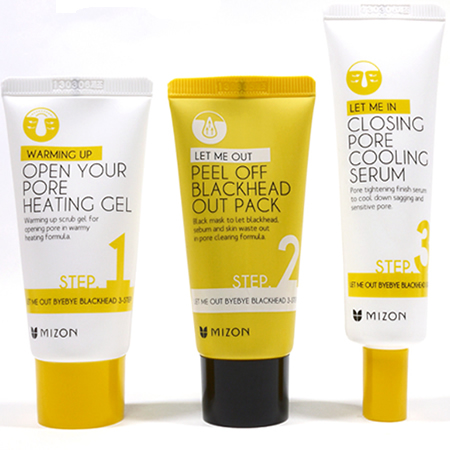 WARMING UP
OPEN YOUR
PORE
HEATING GEL
Warming up scrub gel for
opening pore in warmy
heating formula.
STEP.1
LET ME OUT BYEBYE BLACKHEAD 3-STEP
MIZON
LET ME OUT
PEEL OFF
BLACKHEAD
OUT PACK
Black mask to let blackhead,
sebum and skin waste out
in pore clearing formula.
STEP.2
LET ME OUT BYEBYE BLACKHEAD 3-STEP
MIZON
LET ME IN
CLOSING
PORE
COOLING
SERUM
Pore tightening finish serum
to cool down sagging and
sensitive pore.
STEP.3
LET ME OUT BYEBYE BLACKHEAD
MIZON